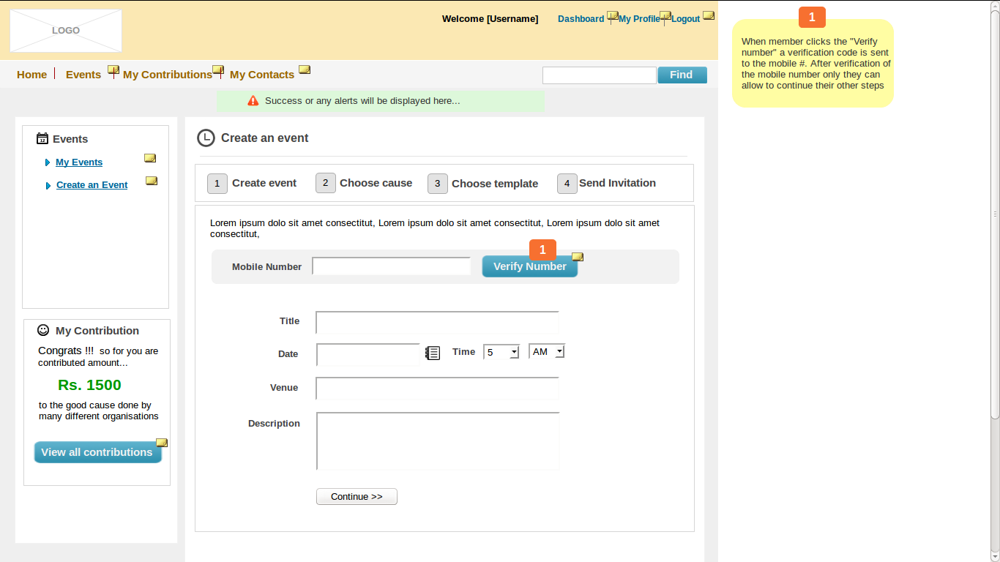 LOGO
Welcome [Username]
Dashboard
My Profile
Logout
1
When member clicks the "Verify
number" a verification code is sent
to the mobile #. After verification of
the mobile number only they can
allow to continue their other steps
Home
Events
My Contributions
My Contacts
Find
Success or any alerts will be displayed here...
12
Events
My Events
Create an Event
Create an event
1 Create event
2 Choose cause
3 Choose template
4 Send Invitation
Lorem ipsum dolo sit amet consectitut, Lorem ipsum dolo sit amet consectitut, Lorem ipsum dolo sit amet
consectitut,
1
Mobile Number
Verify Number
Title
Date
Time 5 AM
Venue
Description
Continue >>
My Contribution
Congrats !!! so for you are
contributed amount...
Rs. 1500
to the good cause done by
many different organisations
View all contributions